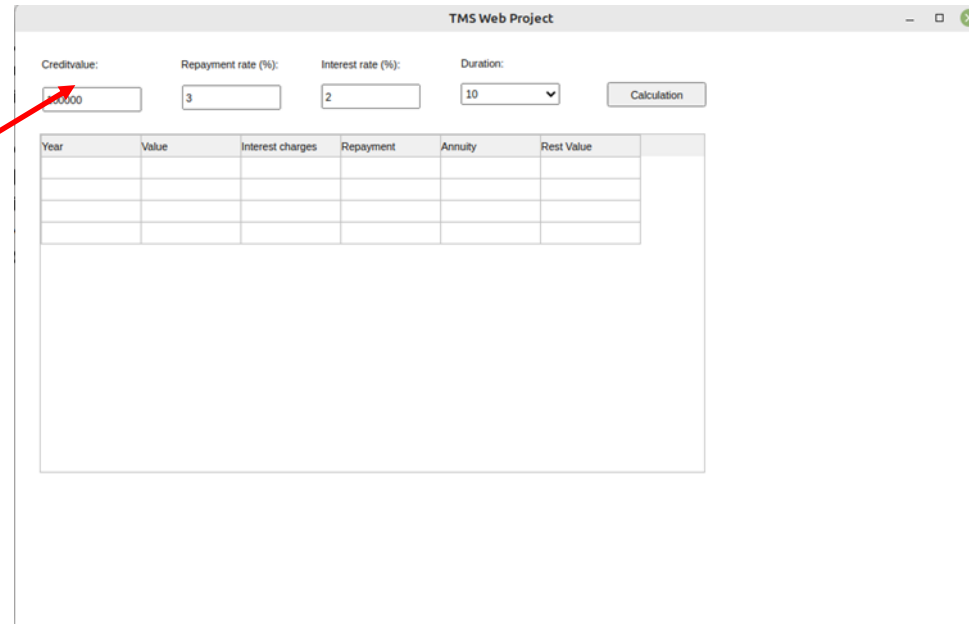 TMS Web Project
Creditvalue: Repayment rate (%): Interest rate (%): Duration:
100000 3 2 10 Calculation
Year Value Interest charges Repayment Annuity Rest Value